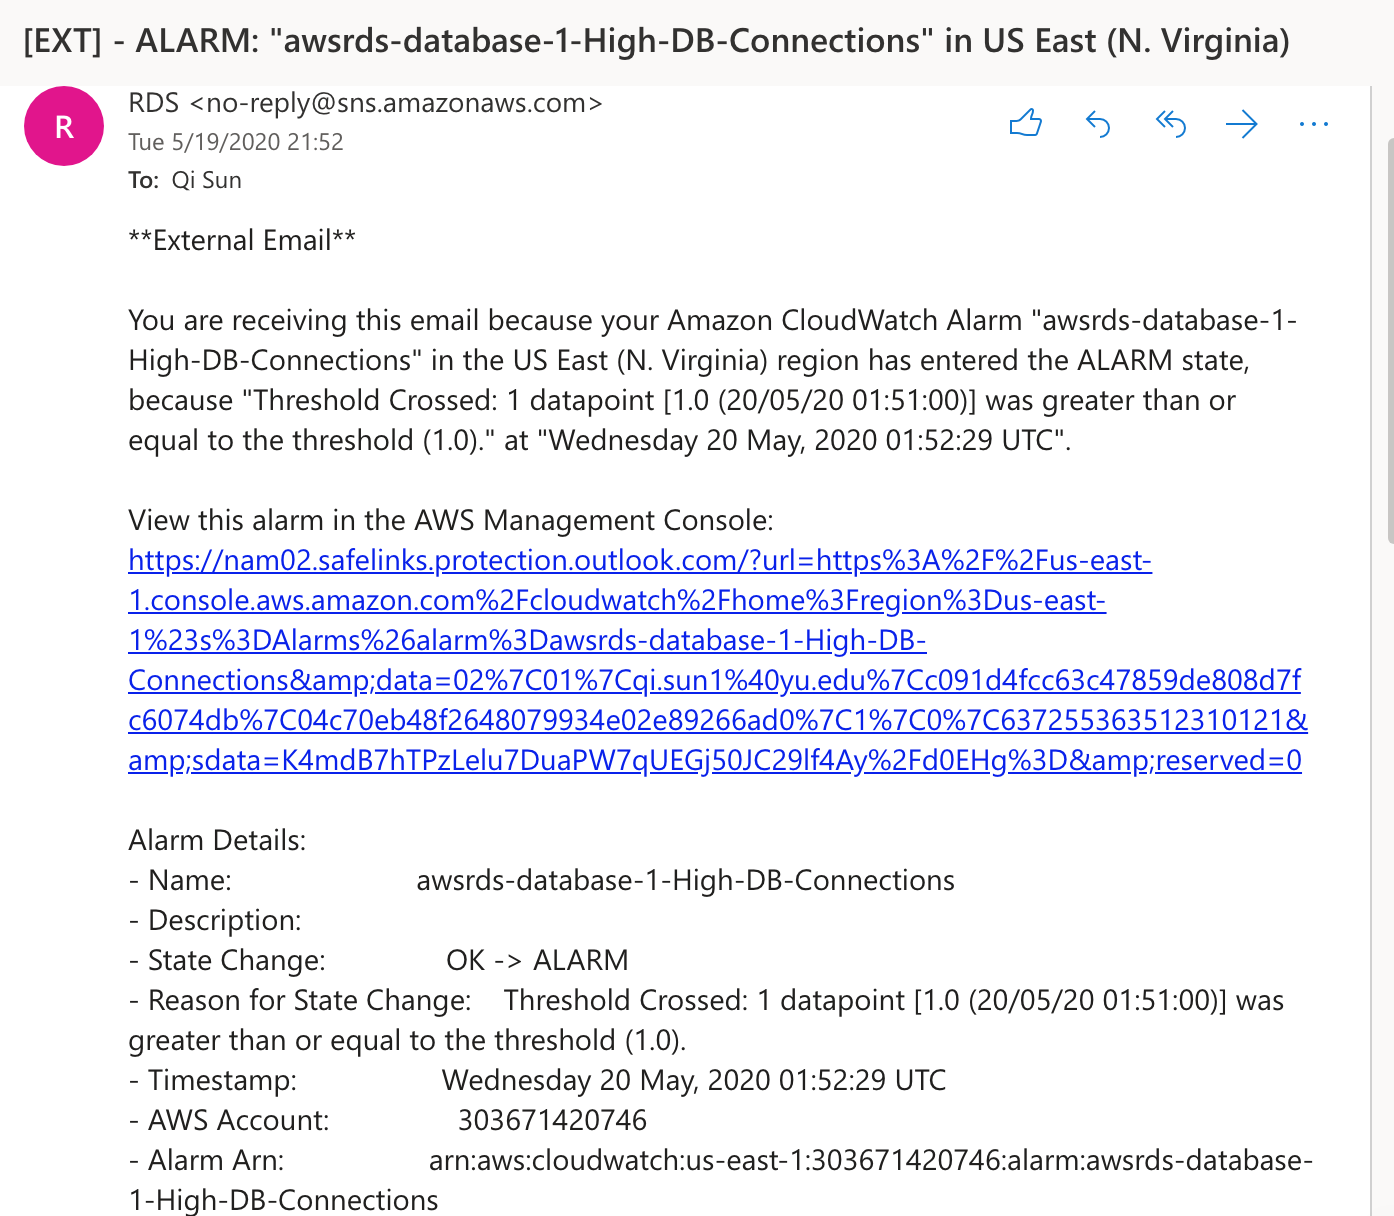 [EXT] - ALARM: "awsrds-database-1-High-DB-Connections" in US East (N. Virginia)
R
RDS <no-reply@sns.amazonaws.com>
Tue 5/19/2020 21:52
To: Qi Sun
**External Email**
You are receiving this email because your Amazon CloudWatch Alarm "awsrds-database-1-
High-DB-Connections" in the US East (N. Virginia) region has entered the ALARM state,
because "Threshold Crossed: 1 datapoint [1.0 (20/05/20 01:51:00)] was greater than or
equal to the threshold (1.0)." at "Wednesday 20 May, 2020 01:52:29 UTC".
View this alarm in the AWS Management Console:
https://nam02.safelinks.protection.outlook.com/?url=https%3A%2F%2Fus-east-
1.console.aws.amazon.com%2Fcloudwatch%2Fhome%3Fregion%3Dus-east-
1%23s%3DAlarms%26alarm%3Dawsrds-database-1-High-DB-
Connections&amp;data=02%7C01%7Cqi.sun1%40yu.edu%7Cc091d4fcc63c47859de808d7f
c6074db%7C04c70eb48f2648079934e02e89266ad0%7C1%7C0%7C637255363512310121&
amp;sdata=K4mdB7hTPzLelu7DuaPW7qUEGj50JC29lf4Ay%2Fd0EHg%3D&amp;reserved=0
Alarm Details:
- Name: awsrds-database-1-High-DB-Connections
- Description:
- State Change: OK -> ALARM
- Reason for State Change: Threshold Crossed: 1 datapoint [1.0 (20/05/20 01:51:00)] was
greater than or equal to the threshold (1.0).
- Timestamp: Wednesday 20 May, 2020 01:52:29 UTC
- AWS Account: 303671420746
- Alarm Arn: arn:aws:cloudwatch:us-east-1:303671420746:alarm:awsrds-database-
1-High-DB-Connections